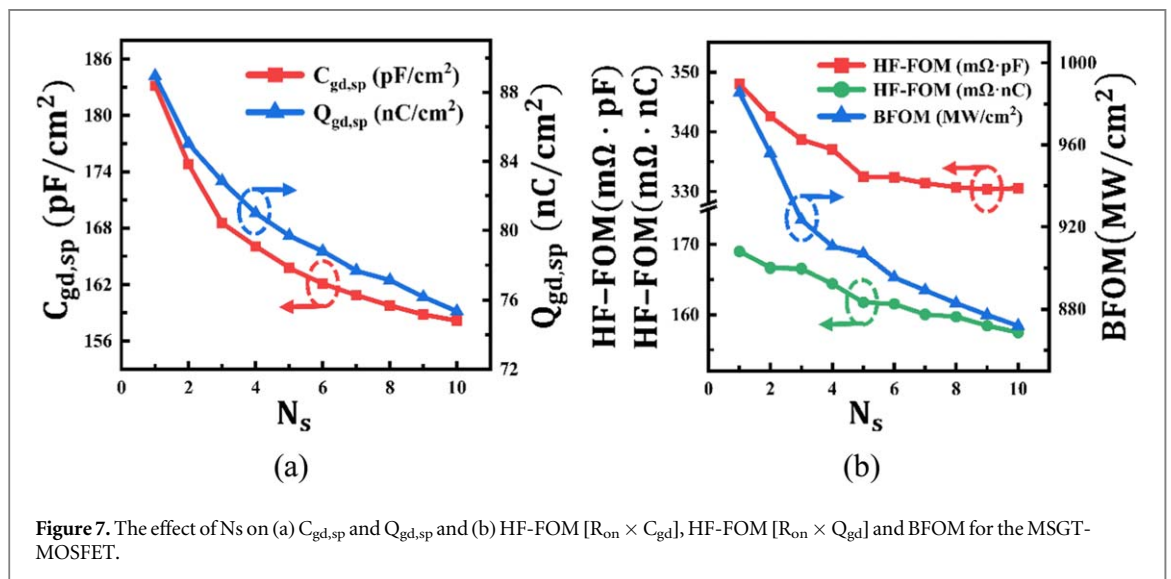 186
180
174
168
162
156
C_gd,sp (pF/cm²)
C_gd,sp (pF/cm²)
Q_gd,sp (nC/cm²)
88
84
80
76
72
Q_gd,sp (nC/cm²)
0 2 4 6 8 10
N_s
(a)
HF-FOM(mΩ·pF)
HF-FOM(mΩ·nC)
350
340
330
170
160
HF-FOM (mΩ·pF)
HF-FOM (mΩ·nC)
BFOM (MW/cm²)
1000
960
920
880
BFOM(MW/cm²)
0 2 4 6 8 10
N_s
(b)
Figure 7. The effect of Ns on (a) C_gd,sp and Q_gd,sp and (b) HF-FOM [R_on × C_gd], HF-FOM [R_on × Q_gd] and BFOM for the MSGT-
MOSFET.